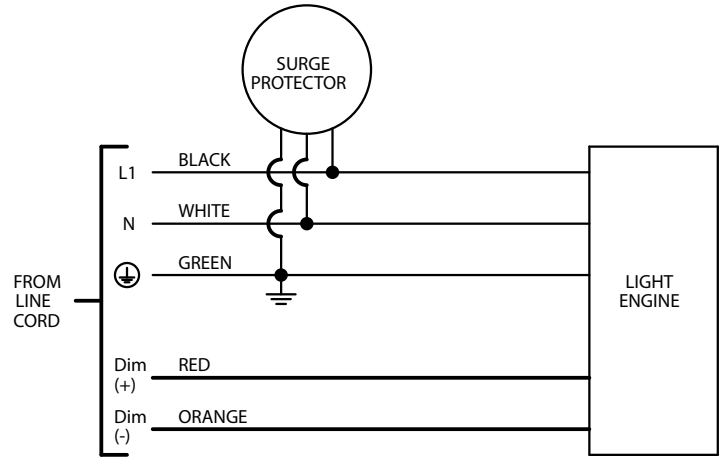 SURGE
PROTECTOR
L1
BLACK
N
WHITE
GREEN
FROM
LINE
CORD
LIGHT
ENGINE
Dim
(+)
RED
Dim
(-)
ORANGE